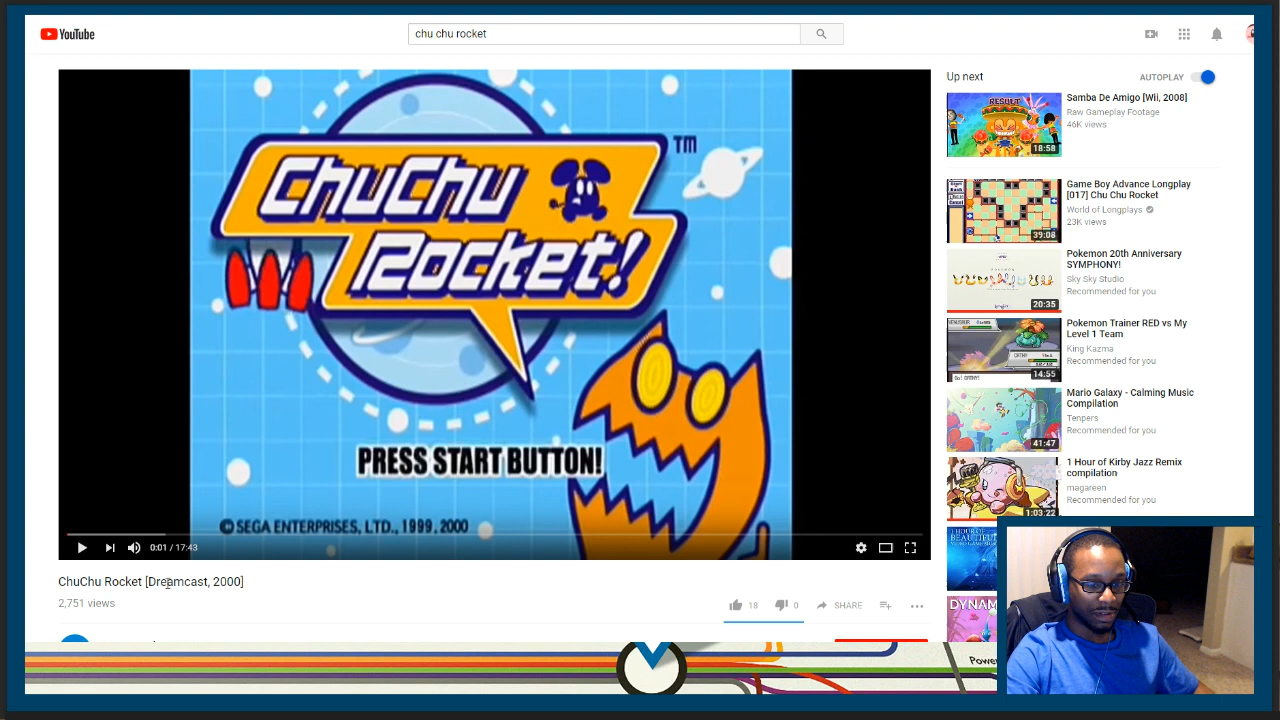 YouTube
chu chu rocket
ChuChu
Rocket!
TM
PRESS START BUTTON!
© SEGA ENTERPRISES, LTD., 1999, 2000
0:01 / 17:43
ChuChu Rocket [Dreamcast, 2000]
2,751 views
18
0
SHARE
Up next
AUTOPLAY
RESULT
18:58
Samba De Amigo [Wii, 2008]
Raw Gameplay Footage
46K views
39:08
Game Boy Advance Longplay
[017] Chu Chu Rocket
World of Longplays
23K views
20:35
Pokemon 20th Anniversary
SYMPHONY!
Sky Sky Studio
Recommended for you
14:55
Pokemon Trainer RED vs My
Level 1 Team
King Kazma
Recommended for you
41:47
Mario Galaxy - Calming Music
Compilation
Tenpers
Recommended for you
1:03:22
1 Hour of Kirby Jazz Remix
compilation
magareen
Recommended for you